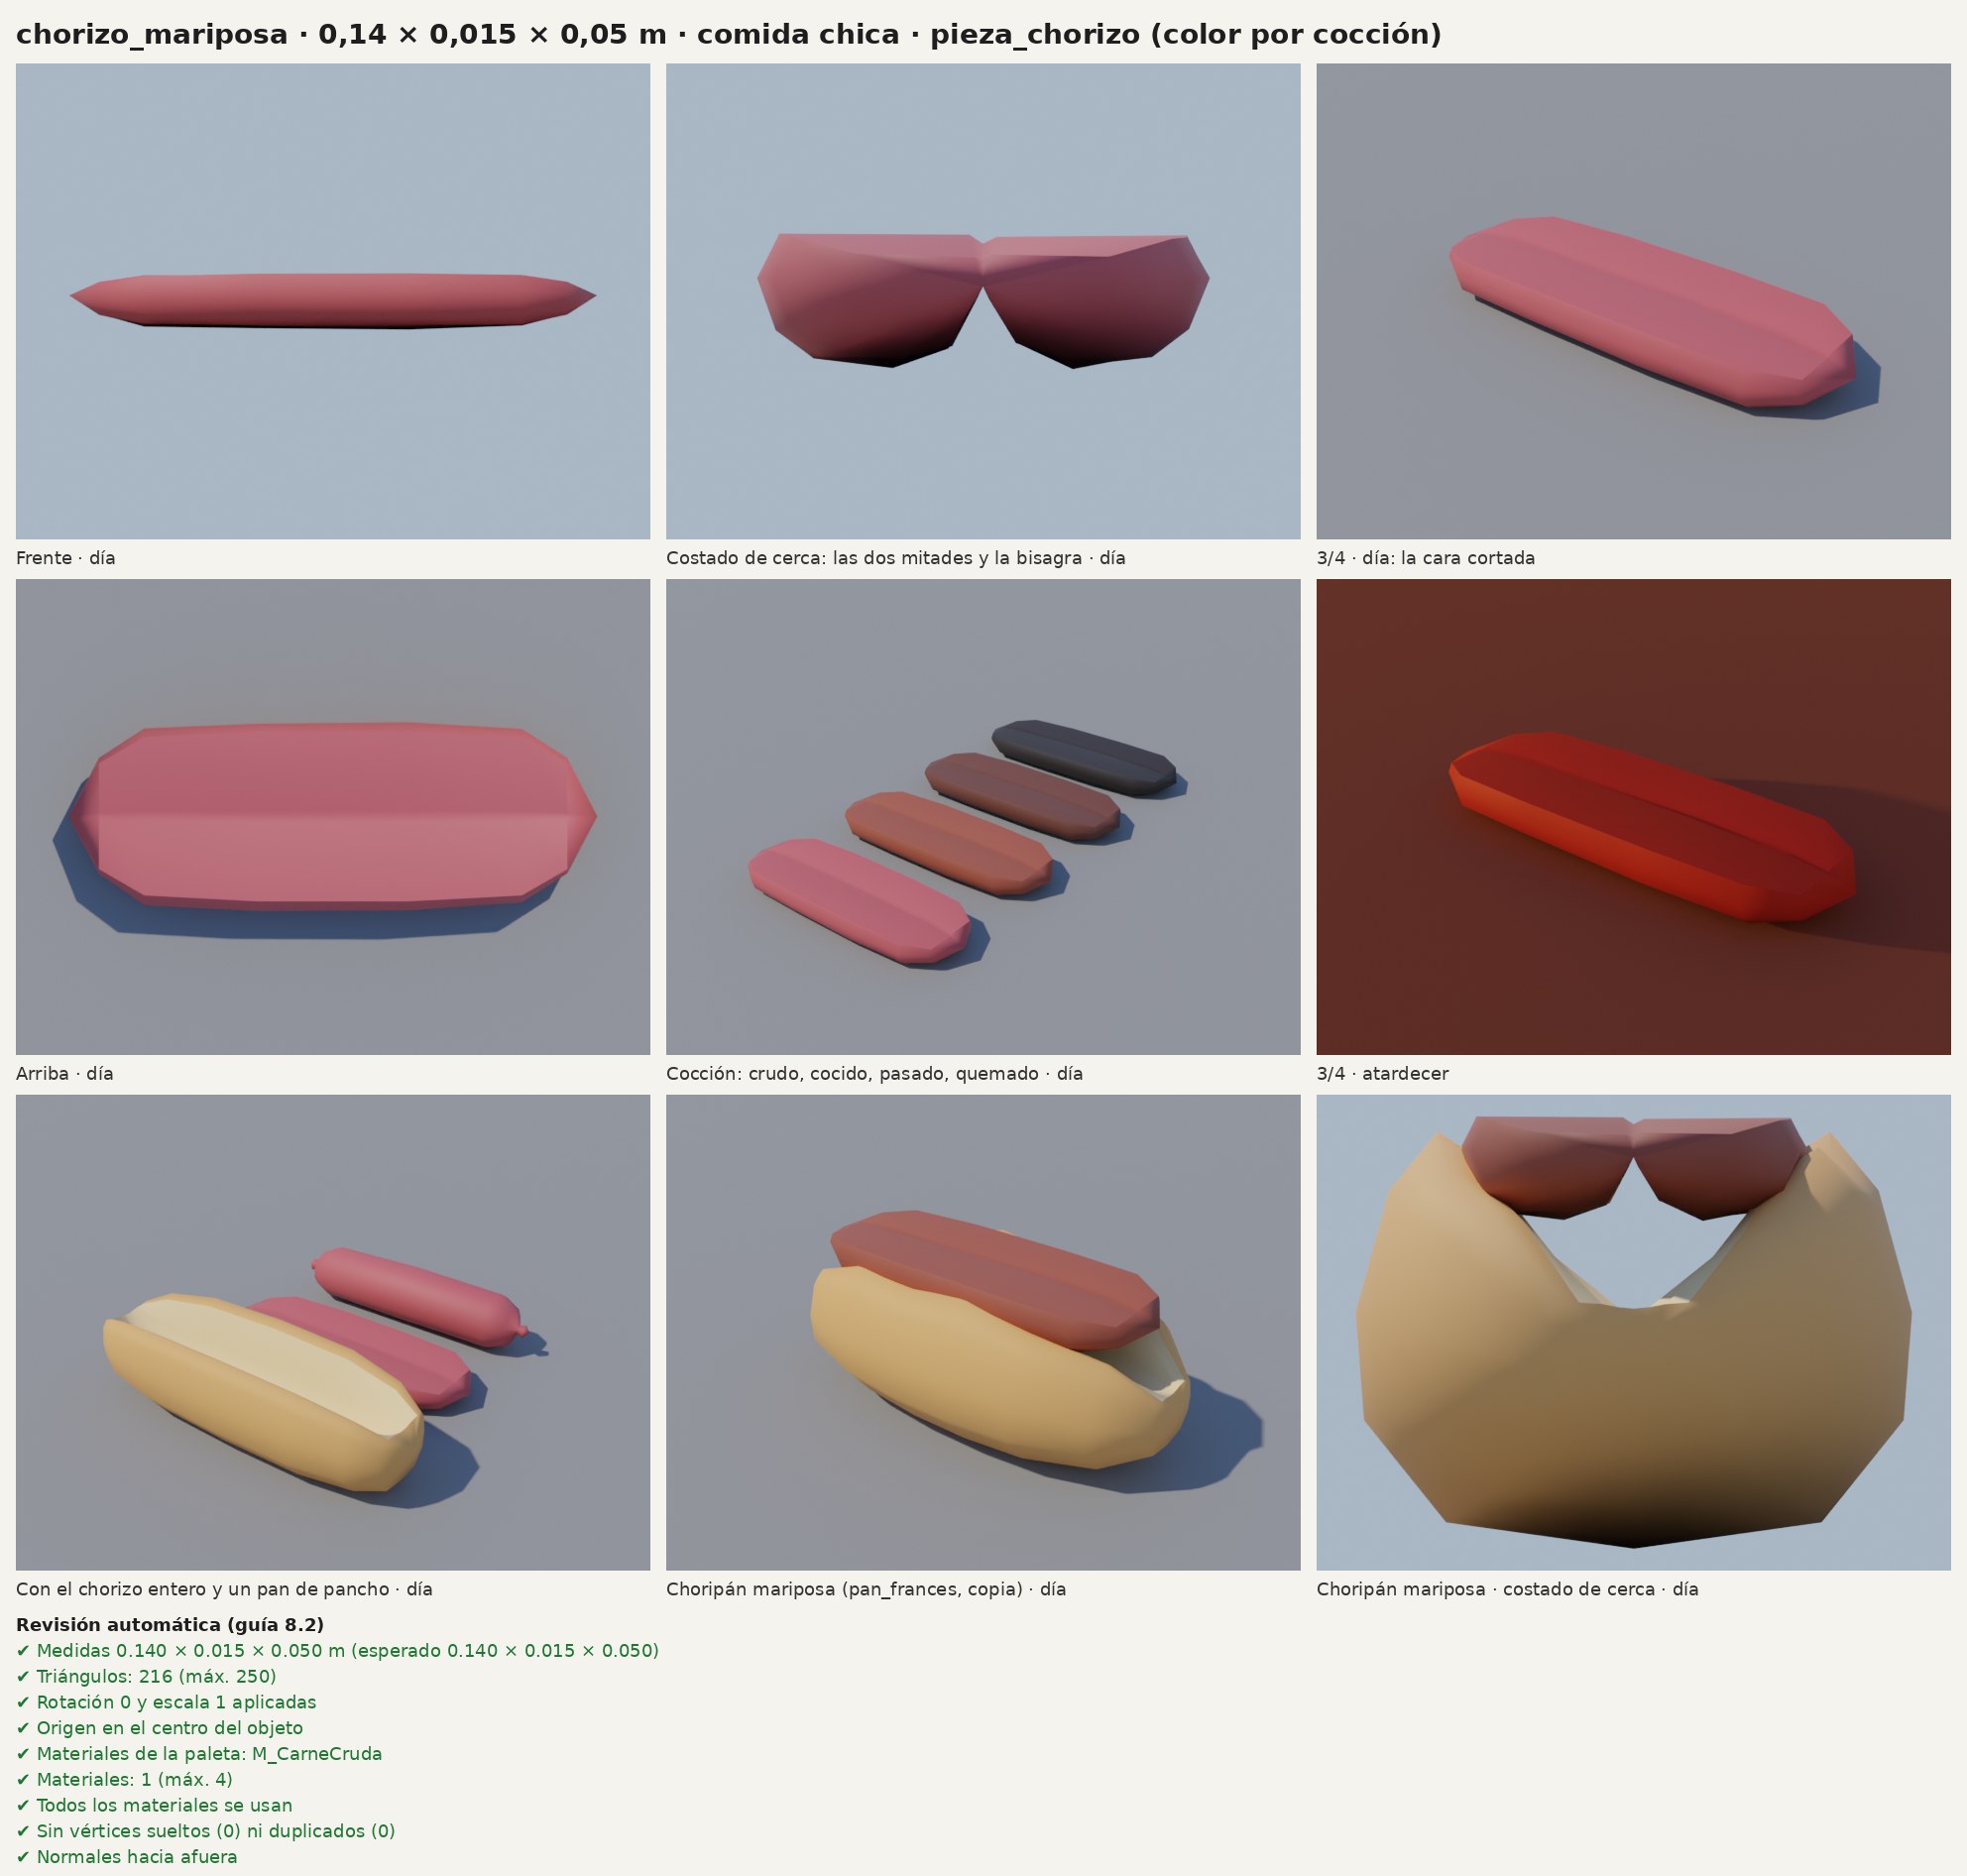 chorizo_mariposa · 0,14 × 0,015 × 0,05 m · comida chica · pieza_chorizo (color por cocción)
Frente · día
Costado de cerca: las dos mitades y la bisagra · día
3/4 · día: la cara cortada
Arriba · día
Cocción: crudo, cocido, pasado, quemado · día
3/4 · atardecer
Con el chorizo entero y un pan de pancho · día
Choripán mariposa (pan_frances, copia) · día
Choripán mariposa · costado de cerca · día
Revisión automática (guía 8.2)
✔ Medidas 0.140 × 0.015 × 0.050 m (esperado 0.140 × 0.015 × 0.050)
✔ Triángulos: 216 (máx. 250)
✔ Rotación 0 y escala 1 aplicadas
✔ Origen en el centro del objeto
✔ Materiales de la paleta: M_CarneCruda
✔ Materiales: 1 (máx. 4)
✔ Todos los materiales se usan
✔ Sin vértices sueltos (0) ni duplicados (0)
✔ Normales hacia afuera